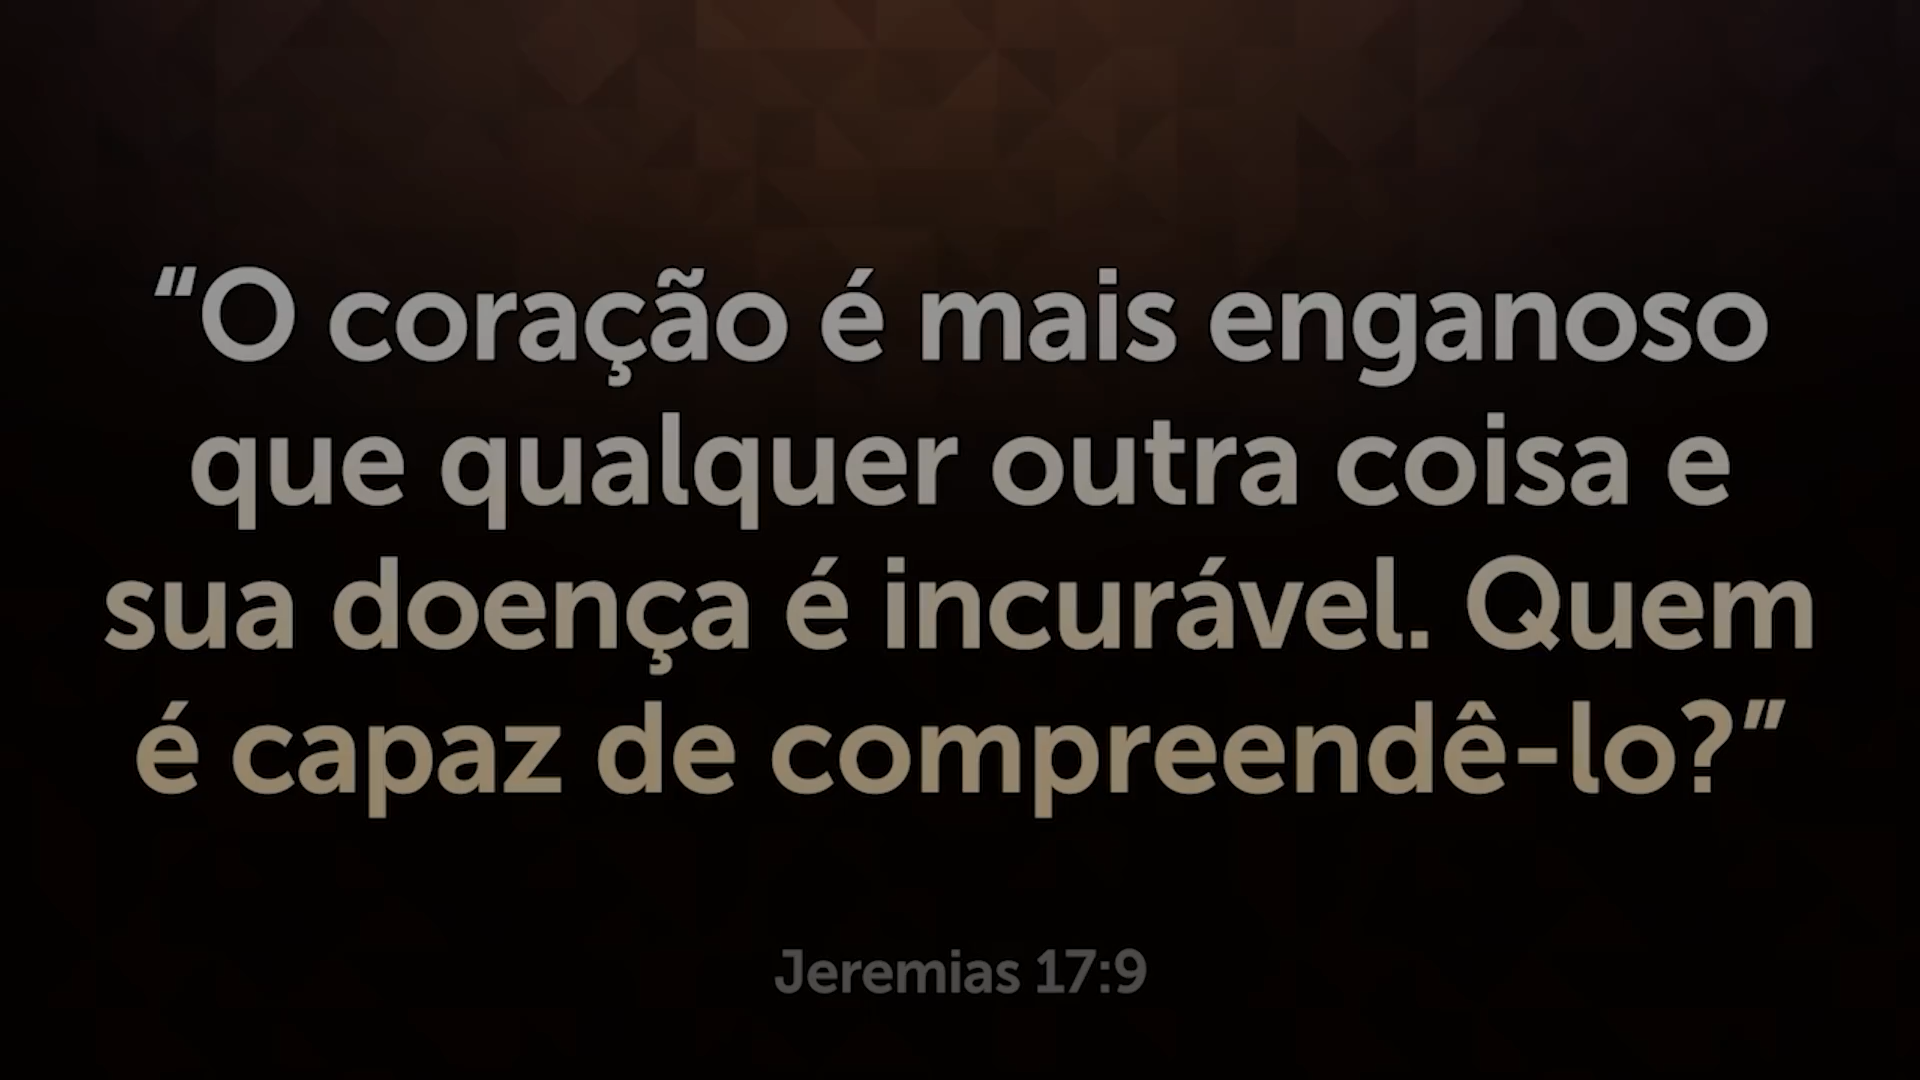 “O coração é mais enganoso
que qualquer outra coisa e
sua doença é incurável. Quem
é capaz de compreendê-lo?”
Jeremias 17:9